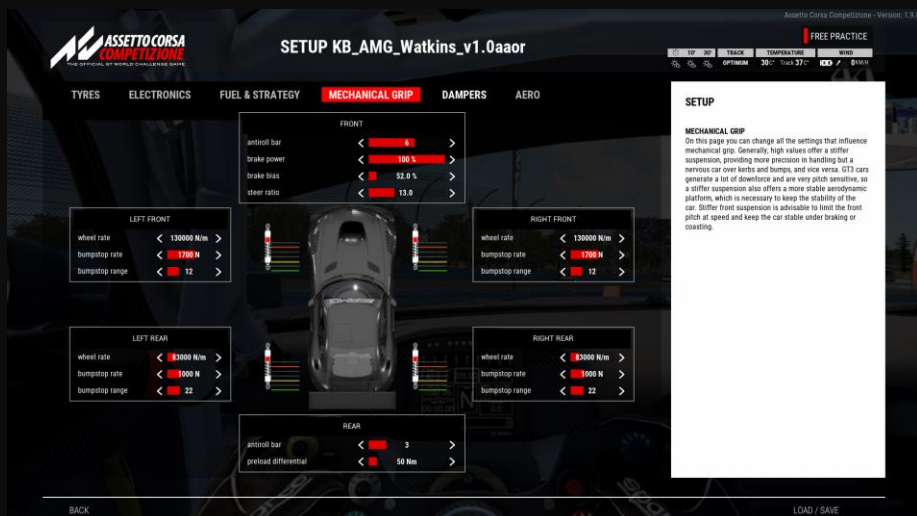 Assetto Corsa Competizione - Version: 1.9.
ASSETTO CORSA
COMPETIZIONE
THE OFFICIAL GT WORLD CHALLENGE GAME
SETUP KB_AMG_Watkins_v1.0aaor
FREE PRACTICE
10' 30' TRACK TEMPERATURE WIND
OPTIMUM 30C° Track 37C° 0KM/H
TYRES ELECTRONICS FUEL & STRATEGY MECHANICAL GRIP DAMPERS AERO
FRONT
antiroll bar 6
brake power 100 %
brake bias 52.0 %
steer ratio 13.0
LEFT FRONT
wheel rate 130000 N/m
bumpstop rate 1700 N
bumpstop range 12
RIGHT FRONT
wheel rate 130000 N/m
bumpstop rate 1700 N
bumpstop range 12
LEFT REAR
wheel rate 83000 N/m
bumpstop rate 1000 N
bumpstop range 22
RIGHT REAR
wheel rate 83000 N/m
bumpstop rate 1000 N
bumpstop range 22
REAR
antiroll bar 3
preload differential 50 Nm
SETUP
MECHANICAL GRIP
On this page you can change all the settings that influence
mechanical grip. Generally, high values offer a stiffer
suspension, providing more precision in handling but a
nervous car over kerbs and bumps, and vice versa. GT3 cars
generate a lot of downforce and are very pitch sensitive, so
a stiffer suspension also offers a more stable aerodynamic
platform, which is necessary to keep the stability of the
car. Stiffer front suspension is advisable to limit the front
pitch at speed and keep the car stable under braking or
coasting.
BACK
LOAD / SAVE